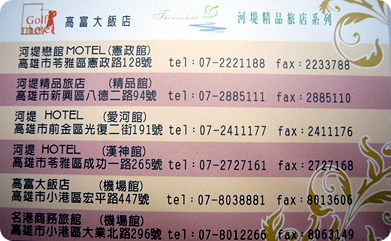 Golf
motel
高富大飯店
河堤精品旅店系列
河堤戀館MOTEL(憲政館)
高雄市苓雅區憲政路128號 tel:07-2221188 fax:2233788
河堤精品旅店 (精品館)
高雄市新興區八德二路94號 tel:07-2885111 fax:2885110
河堤 HOTEL (愛河館)
高雄市前金區光復二街191號 tel:07-2411177 fax:2411176
河堤 HOTEL (漢神館)
高雄市苓雅區成功一路265號 tel:07-2727161 fax:2727168
高富大飯店 (機場館)
高雄市小港區宏平路447號 tel:07-8038881 fax:8013606
名港商務旅館 (機場館)
高雄市小港區大業北路296號 tel:07-8012266 fax:8063149